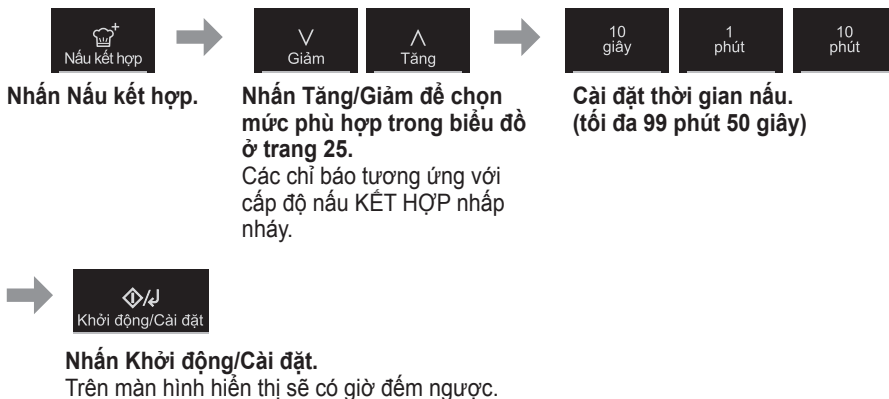 Nấu kết hợp
Giảm
Tăng
10
giây
1
phút
10
phút
Nhấn Nấu kết hợp.
Nhấn Tăng/Giảm để chọn
mức phù hợp trong biểu đồ
ở trang 25.
Các chỉ báo tương ứng với
cấp độ nấu KẾT HỢP nhấp
nháy.
Cài đặt thời gian nấu.
(tối đa 99 phút 50 giây)
Khởi động/Cài đặt
Nhấn Khởi động/Cài đặt.
Trên màn hình hiển thị sẽ có giờ đếm ngược.